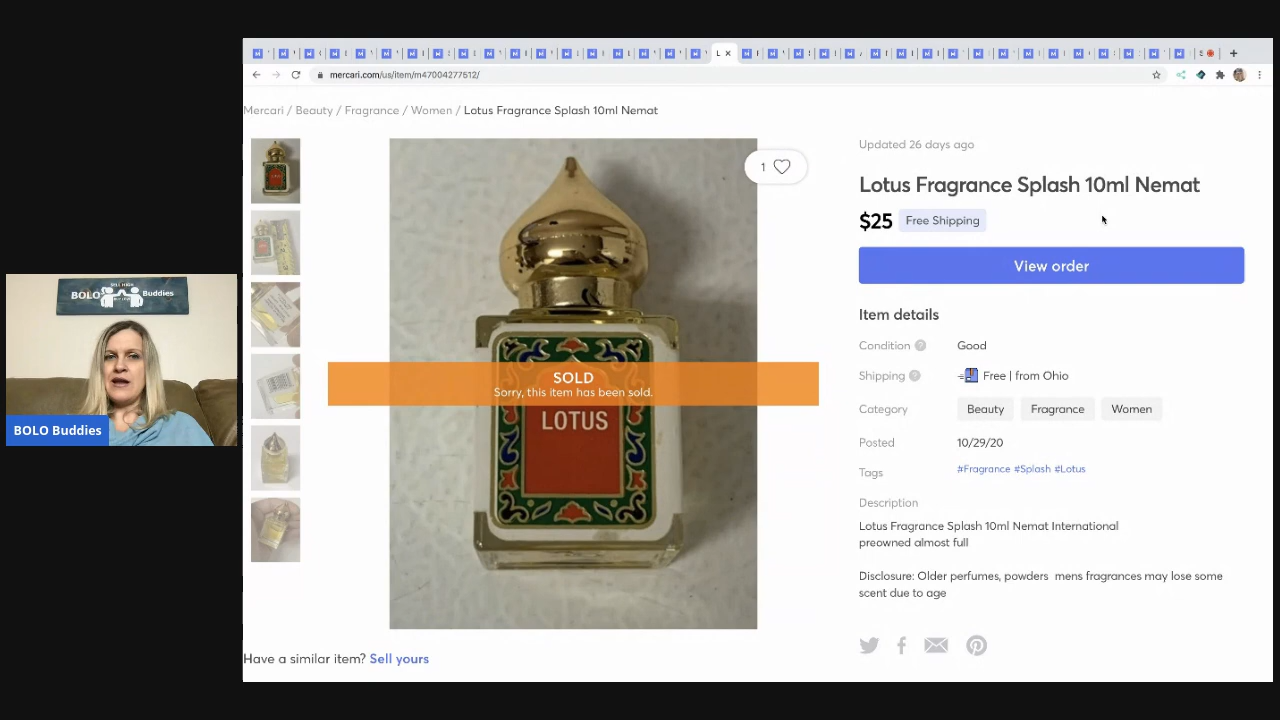 mercari.com/us/item/m47004277512/
Mercari / Beauty / Fragrance / Women / Lotus Fragrance Splash 10ml Nemat
Updated 26 days ago
1
Lotus Fragrance Splash 10ml Nemat
$25 Free Shipping
View order
Item details
Condition Good
Shipping Free | from Ohio
Category Beauty Fragrance Women
Posted 10/29/20
Tags #Fragrance #Splash #Lotus
Description
Lotus Fragrance Splash 10ml Nemat International
preowned almost full
Disclosure: Older perfumes, powders mens fragrances may lose some
scent due to age
SOLD
Sorry, this item has been sold.
LOTUS
Have a similar item? Sell yours
BOLO Buddies
BOLO Buddies